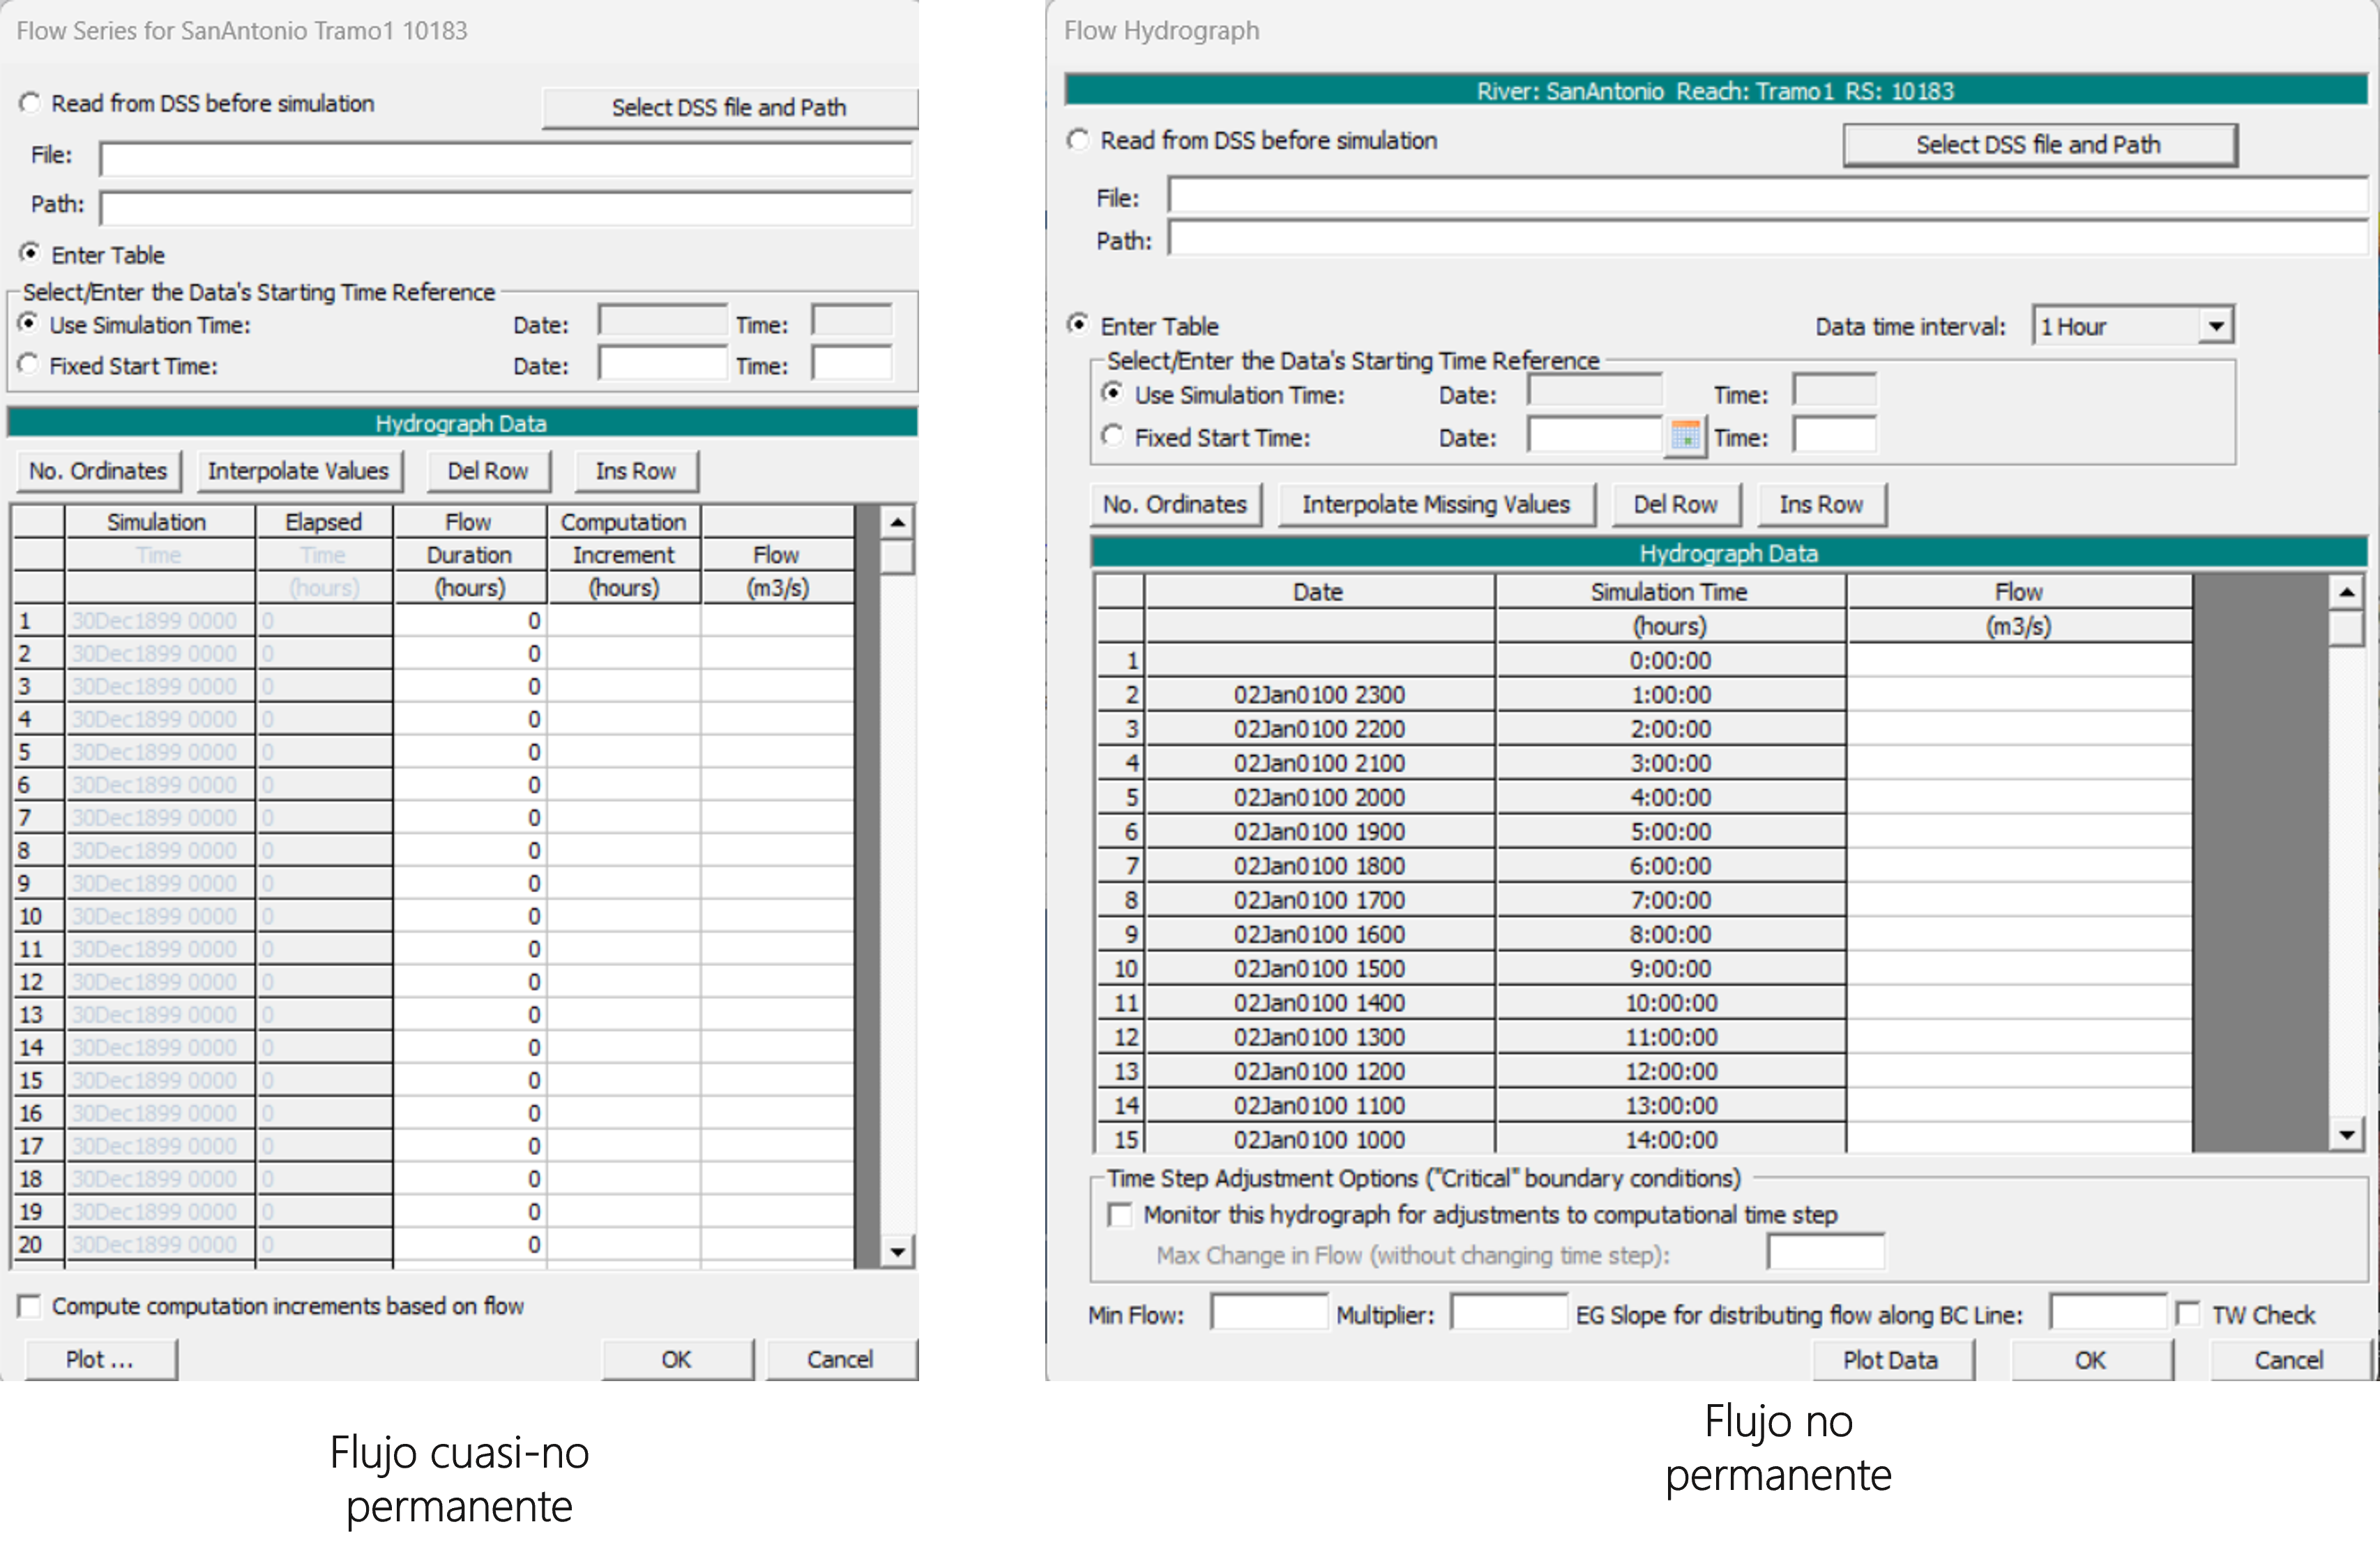 Flow Series for SanAntonio Tramo1 10183
Read from DSS before simulation
Select DSS file and Path
File:
Path:
Enter Table
Select/Enter the Data's Starting Time Reference
Use Simulation Time: Date: Time:
Fixed Start Time: Date: Time:
Hydrograph Data
No. Ordinates Interpolate Values Del Row Ins Row
Simulation Elapsed Flow Computation
Time Time Duration Increment Flow
(hours) (hours) (hours) (m3/s)
1 30Dec1899 0000 0 0
2 30Dec1899 0000 0 0
3 30Dec1899 0000 0 0
4 30Dec1899 0000 0 0
5 30Dec1899 0000 0 0
6 30Dec1899 0000 0 0
7 30Dec1899 0000 0 0
8 30Dec1899 0000 0 0
9 30Dec1899 0000 0 0
10 30Dec1899 0000 0 0
11 30Dec1899 0000 0 0
12 30Dec1899 0000 0 0
13 30Dec1899 0000 0 0
14 30Dec1899 0000 0 0
15 30Dec1899 0000 0 0
16 30Dec1899 0000 0 0
17 30Dec1899 0000 0 0
18 30Dec1899 0000 0 0
19 30Dec1899 0000 0 0
20 30Dec1899 0000 0 0
Compute computation increments based on flow
Plot ... OK Cancel
Flujo cuasi-no
permanente
Flow Hydrograph
River: SanAntonio Reach: Tramo1 RS: 10183
Read from DSS before simulation
Select DSS file and Path
File:
Path:
Enter Table Data time interval: 1 Hour
Select/Enter the Data's Starting Time Reference
Use Simulation Time: Date: Time:
Fixed Start Time: Date: Time:
No. Ordinates Interpolate Missing Values Del Row Ins Row
Hydrograph Data
Date Simulation Time Flow
(hours) (m3/s)
1 0:00:00
2 02Jan0100 2300 1:00:00
3 02Jan0100 2200 2:00:00
4 02Jan0100 2100 3:00:00
5 02Jan0100 2000 4:00:00
6 02Jan0100 1900 5:00:00
7 02Jan0100 1800 6:00:00
8 02Jan0100 1700 7:00:00
9 02Jan0100 1600 8:00:00
10 02Jan0100 1500 9:00:00
11 02Jan0100 1400 10:00:00
12 02Jan0100 1300 11:00:00
13 02Jan0100 1200 12:00:00
14 02Jan0100 1100 13:00:00
15 02Jan0100 1000 14:00:00
Time Step Adjustment Options ("Critical" boundary conditions)
Monitor this hydrograph for adjustments to computational time step
Max Change in Flow (without changing time step):
Min Flow: Multiplier: EG Slope for distributing flow along BC Line: TW Check
Plot Data OK Cancel
Flujo no
permanente